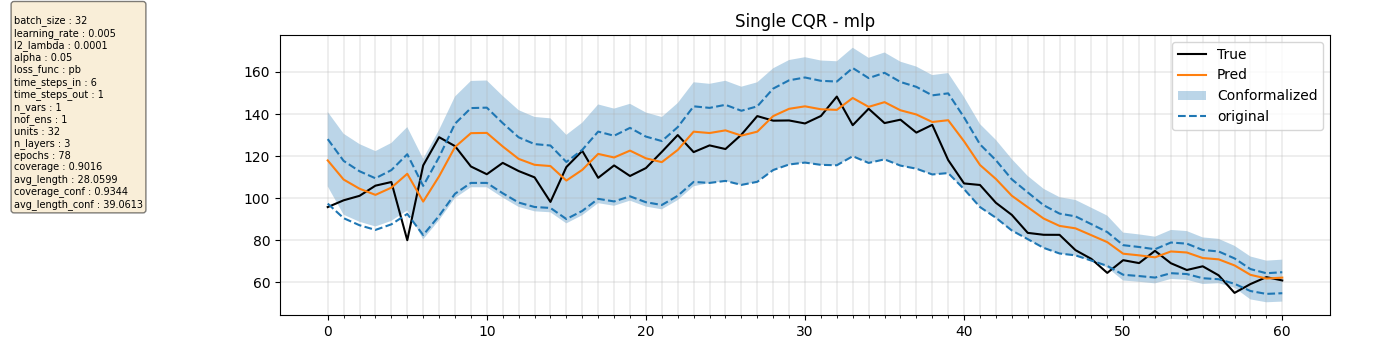 batch_size : 32
learning_rate : 0.005
l2_lambda : 0.0001
alpha : 0.05
loss_func : pb
time_steps_in : 6
time_steps_out : 1
n_vars : 1
nof_ens : 1
units : 32
n_layers : 3
epochs : 78
coverage : 0.9016
avg_length : 28.0599
coverage_conf : 0.9344
avg_length_conf : 39.0613
Single CQR - mlp
True
Pred
Conformalized
original
160
140
120
100
80
60
0 10 20 30 40 50 60